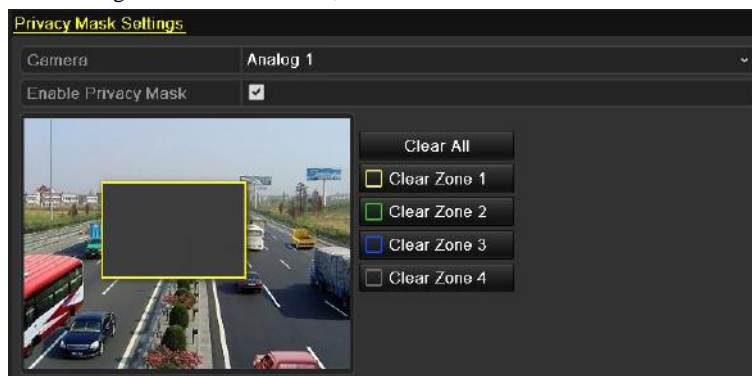 Privacy Mask Settings
Camera
Analog 1
Enable Privacy Mask
Clear All
Clear Zone 1
Clear Zone 2
Clear Zone 3
Clear Zone 4